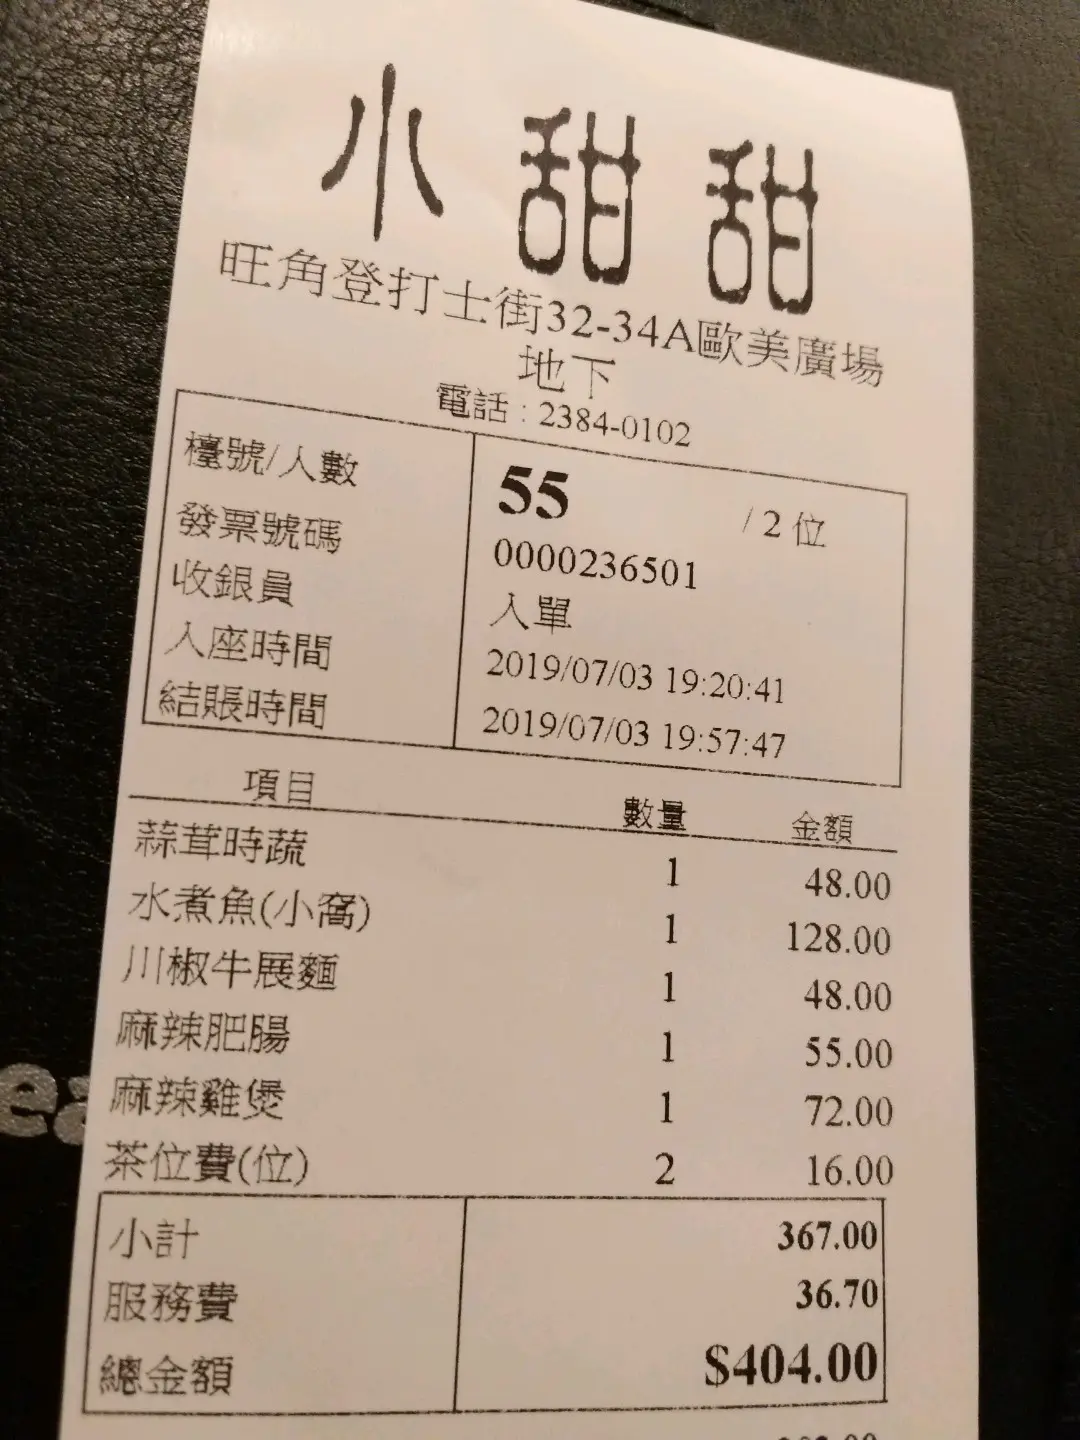 小甜甜
旺角登打士街32-34A歐美廣場
地下
電話 : 2384-0102
檯號/人數 55 / 2 位
發票號碼 0000236501
收銀員 入單
入座時間 2019/07/03 19:20:41
結賬時間 2019/07/03 19:57:47
項目 數量 金額
蒜茸時蔬 1 48.00
水煮魚(小窩) 1 128.00
川椒牛展麵 1 48.00
麻辣肥腸 1 55.00
麻辣雞煲 1 72.00
茶位費(位) 2 16.00
小計 367.00
服務費 36.70
總金額 $404.00